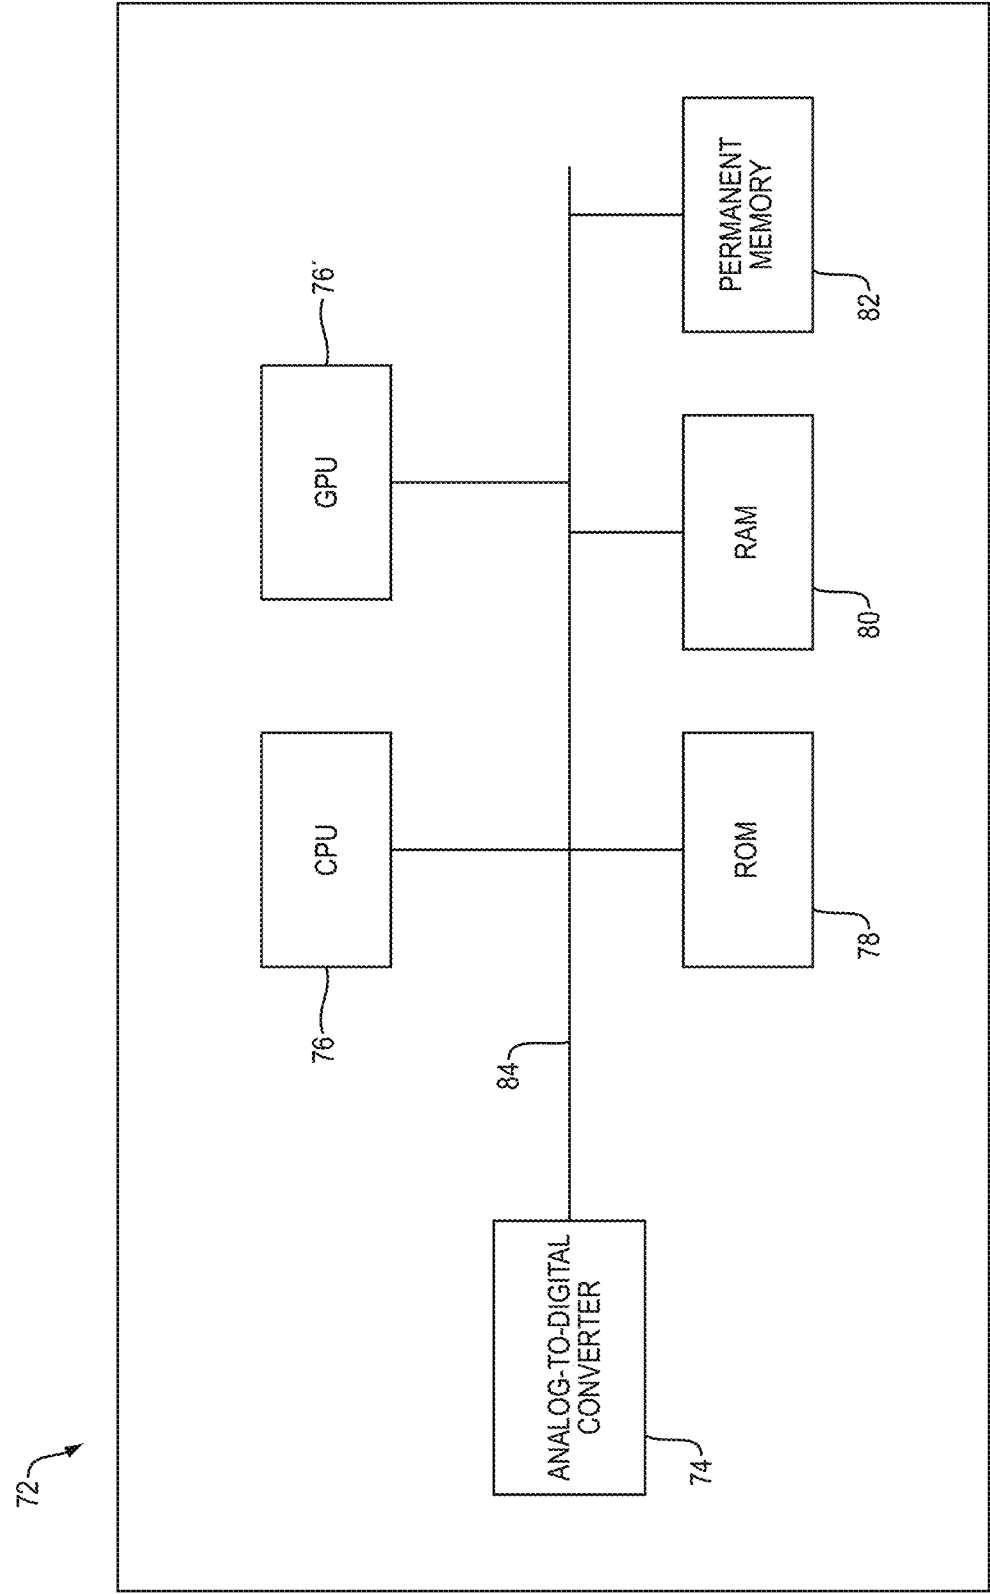 72
CPU
76
GPU
76'
84
ANALOG-TO-DIGITAL
CONVERTER
74
ROM
78
RAM
80
PERMANENT
MEMORY
82